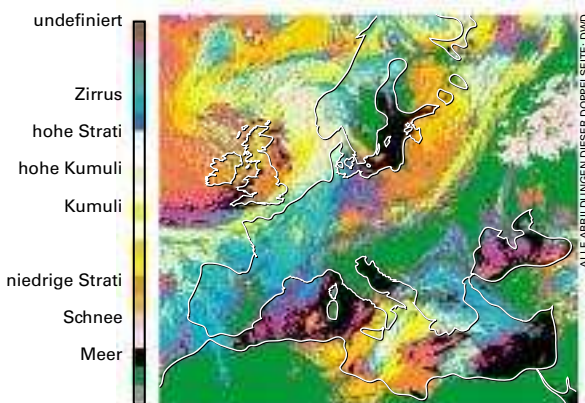 undefiniert
Zirrus
hohe Strati
hohe Kumuli
Kumuli
niedrige Strati
Schnee
Meer
ALLE ABBILDUNGEN DIESER DOPPELSEITE: DWD